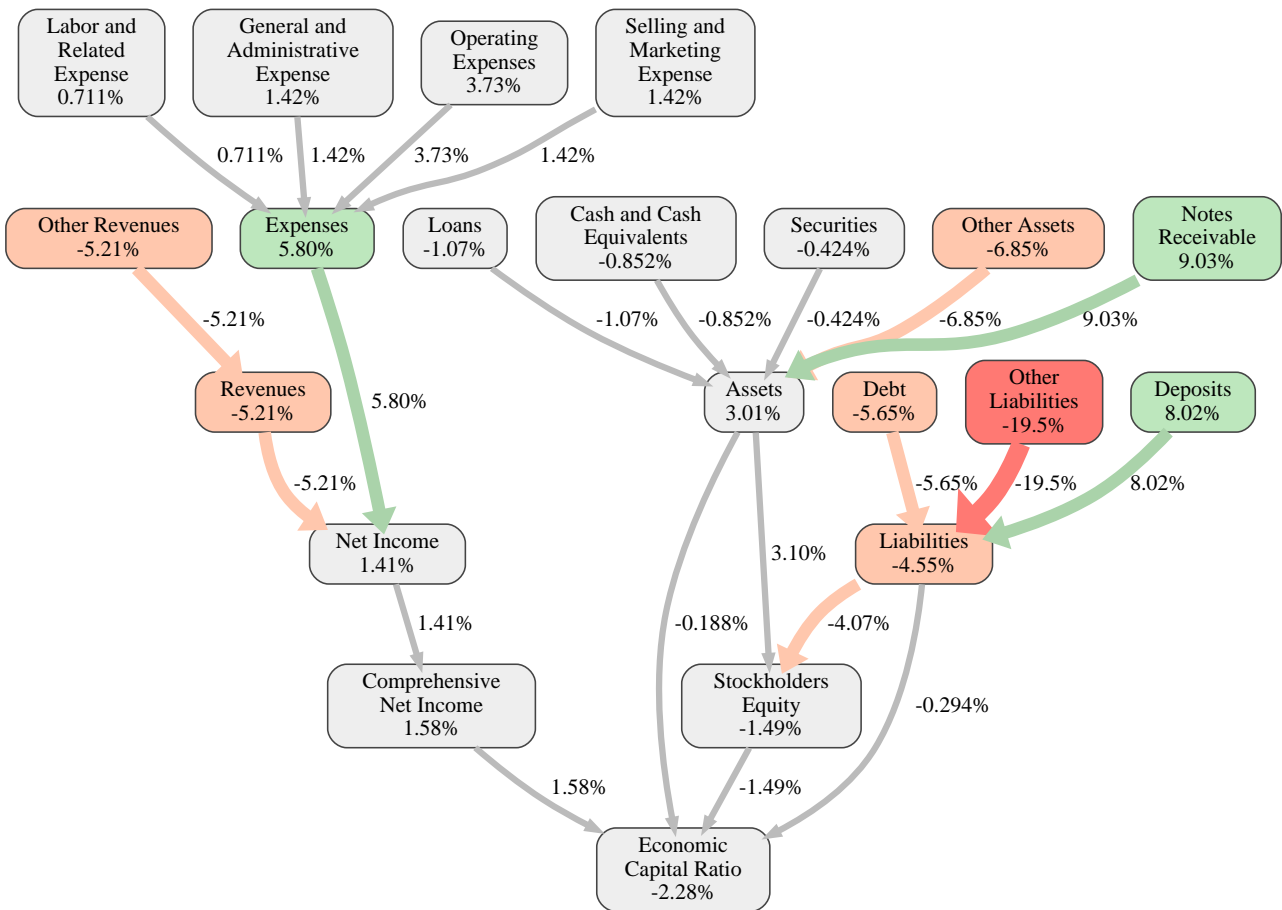 Labor and
Related
Expense
0.711%
General and
Administrative
Expense
1.42%
Operating
Expenses
3.73%
Selling and
Marketing
Expense
1.42%
0.711%
1.42%
3.73%
1.42%
Other Revenues
-5.21%
Expenses
5.80%
Loans
-1.07%
Cash and Cash
Equivalents
-0.852%
Securities
-0.424%
Other Assets
-6.85%
Notes
Receivable
9.03%
-5.21%
5.80%
-1.07%
-0.852%
-0.424%
-6.85%
9.03%
Revenues
-5.21%
Assets
3.01%
Debt
-5.65%
Other
Liabilities
-19.5%
Deposits
8.02%
-5.21%
-5.65%
-19.5%
8.02%
Net Income
1.41%
Liabilities
-4.55%
3.10%
1.41%
-0.188%
-4.07%
-0.294%
Comprehensive
Net Income
1.58%
Stockholders
Equity
-1.49%
1.58%
-1.49%
Economic
Capital Ratio
-2.28%